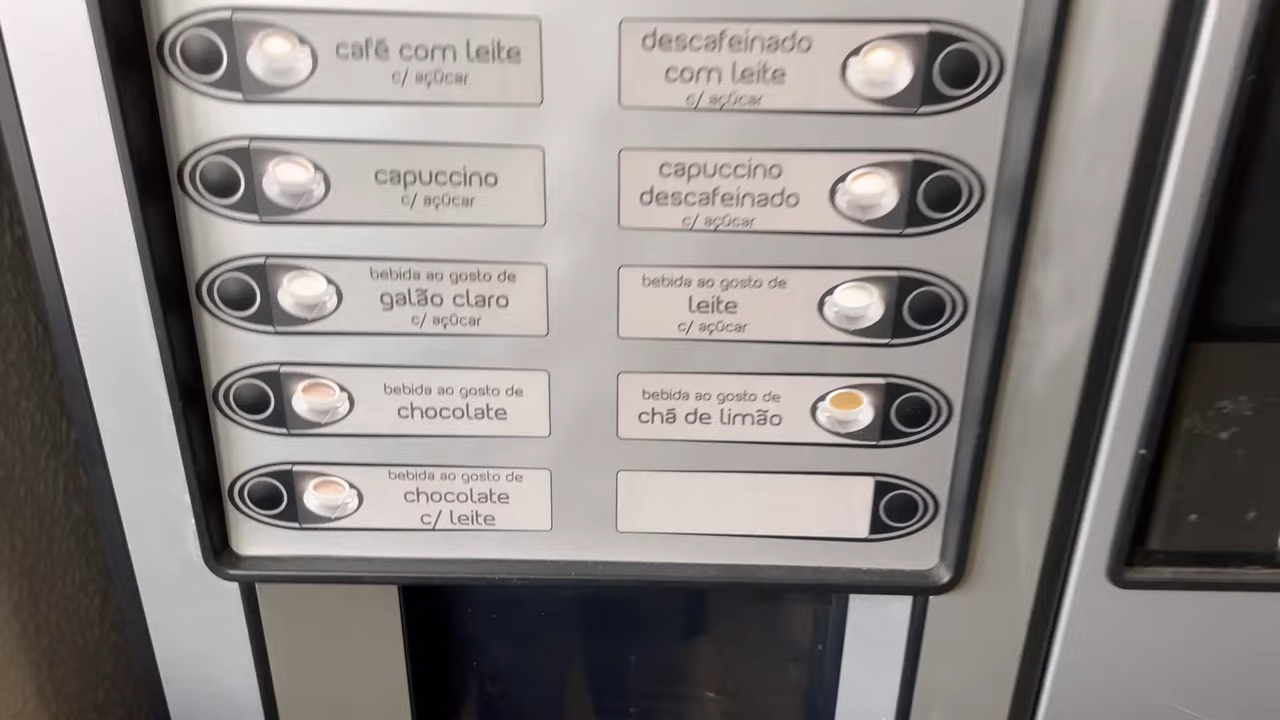 café com leite
c/ açúcar
descafeinado
com leite
c/ açúcar
capuccino
c/ açúcar
capuccino
descafeinado
c/ açúcar
bebida ao gosto de
galão claro
c/ açúcar
bebida ao gosto de
leite
c/ açúcar
bebida ao gosto de
chocolate
bebida ao gosto de
chá de limão
bebida ao gosto de
chocolate
c/ leite